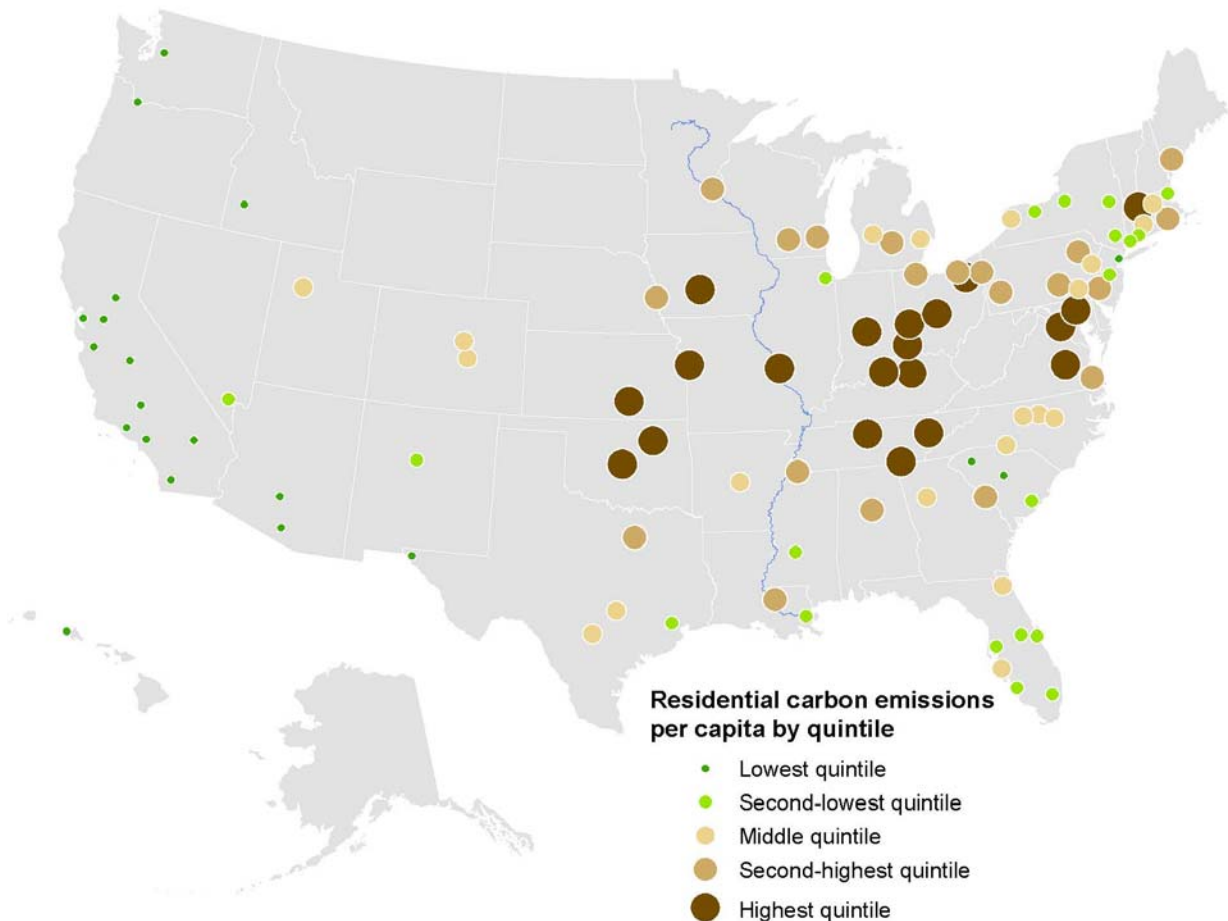 Residential carbon emissions
per capita by quintile
Lowest quintile
Second-lowest quintile
Middle quintile
Second-highest quintile
Highest quintile